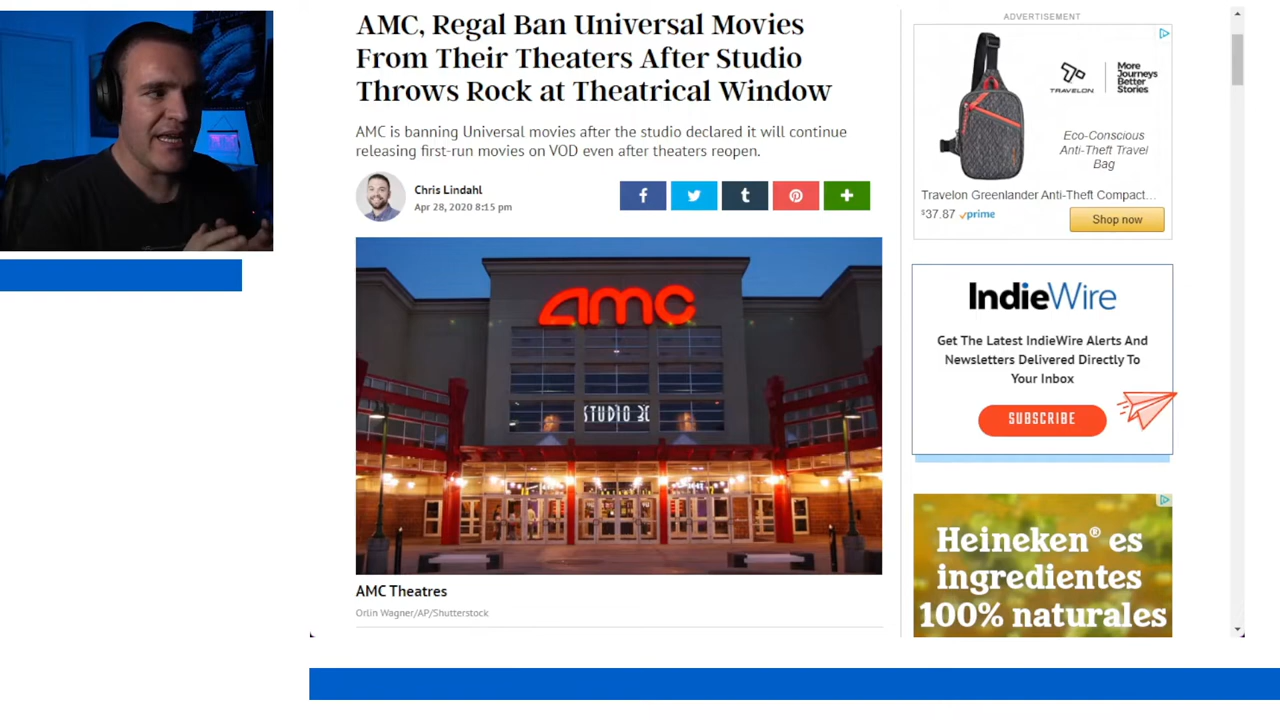 AMC, Regal Ban Universal Movies
From Their Theaters After Studio
Throws Rock at Theatrical Window
AMC is banning Universal movies after the studio declared it will continue
releasing first-run movies on VOD even after theaters reopen.
Chris Lindahl
Apr 28, 2020 8:15 pm
f
t
+
amc
STUDIO 30
AMC Theatres
Orlin Wagner/AP/Shutterstock
ADVERTISEMENT
TRAVELON
More
Journeys
Better
Stories.
Eco-Conscious
Anti-Theft Travel
Bag
Travelon Greenlander Anti-Theft Compact...
$37.87 prime
Shop now
IndieWire
Get The Latest IndieWire Alerts And
Newsletters Delivered Directly To
Your Inbox
SUBSCRIBE
Heineken® es
ingredientes
100% naturales